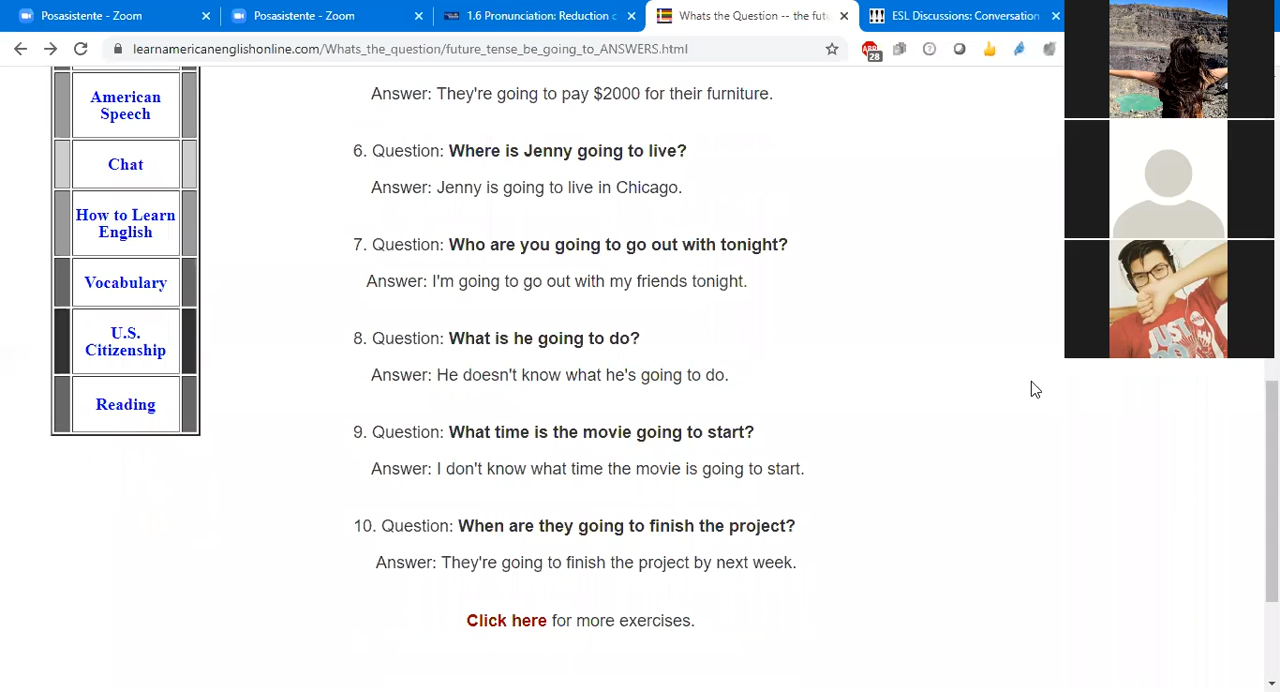 Posasistente - Zoom
Posasistente - Zoom
1.6 Pronunciation: Reduction
Whats the Question -- the futu
ESL Discussions: Conversation
learnamericanenglishonline.com/Whats_the_question/future_tense_be_going_to_ANSWERS.html
28
American
Speech
Chat
How to Learn
English
Vocabulary
U.S.
Citizenship
Reading
Answer: They're going to pay $2000 for their furniture.
6. Question: Where is Jenny going to live?
Answer: Jenny is going to live in Chicago.
7. Question: Who are you going to go out with tonight?
Answer: I'm going to go out with my friends tonight.
8. Question: What is he going to do?
Answer: He doesn't know what he's going to do.
9. Question: What time is the movie going to start?
Answer: I don't know what time the movie is going to start.
10. Question: When are they going to finish the project?
Answer: They're going to finish the project by next week.
Click here for more exercises.
JUST